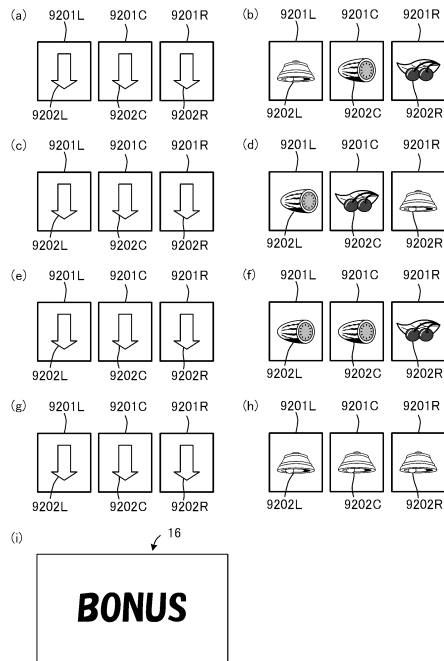 (a) 9201L 9201C 9201R (b) 9201L 9201C 9201R
9202L 9202C 9202R 9202L 9202C 9202R
(c) 9201L 9201C 9201R (d) 9201L 9201C 9201R
9202L 9202C 9202R 9202L 9202C 9202R
(e) 9201L 9201C 9201R (f) 9201L 9201C 9201R
9202L 9202C 9202R 9202L 9202C 9202R
(g) 9201L 9201C 9201R (h) 9201L 9201C 9201R
9202L 9202C 9202R 9202L 9202C 9202R
(i) 16
BONUS